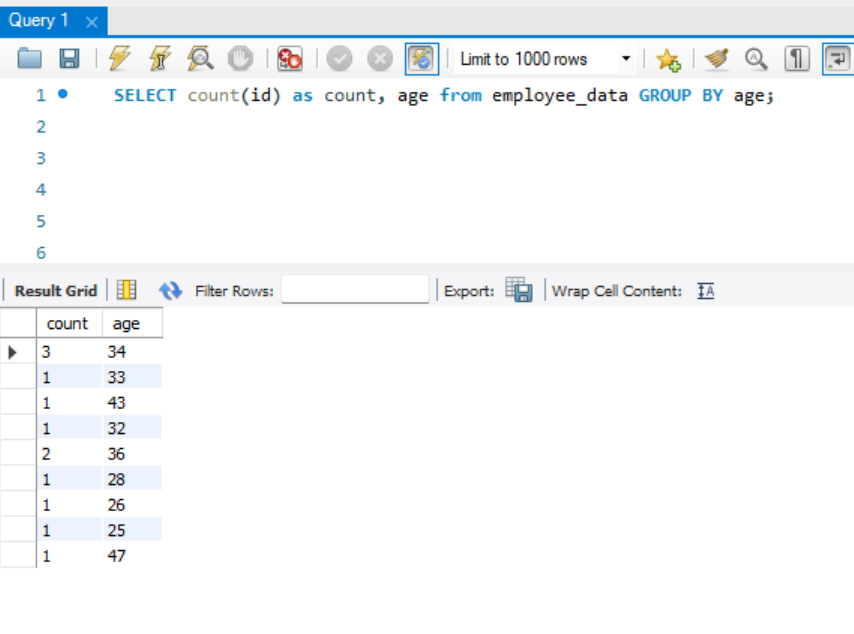 Query 1
Limit to 1000 rows
1 SELECT count(id) as count, age from employee_data GROUP BY age;
2
3
4
5
6
Result Grid Filter Rows: Export: Wrap Cell Content:
count age
3 34
1 33
1 43
1 32
2 36
1 28
1 26
1 25
1 47